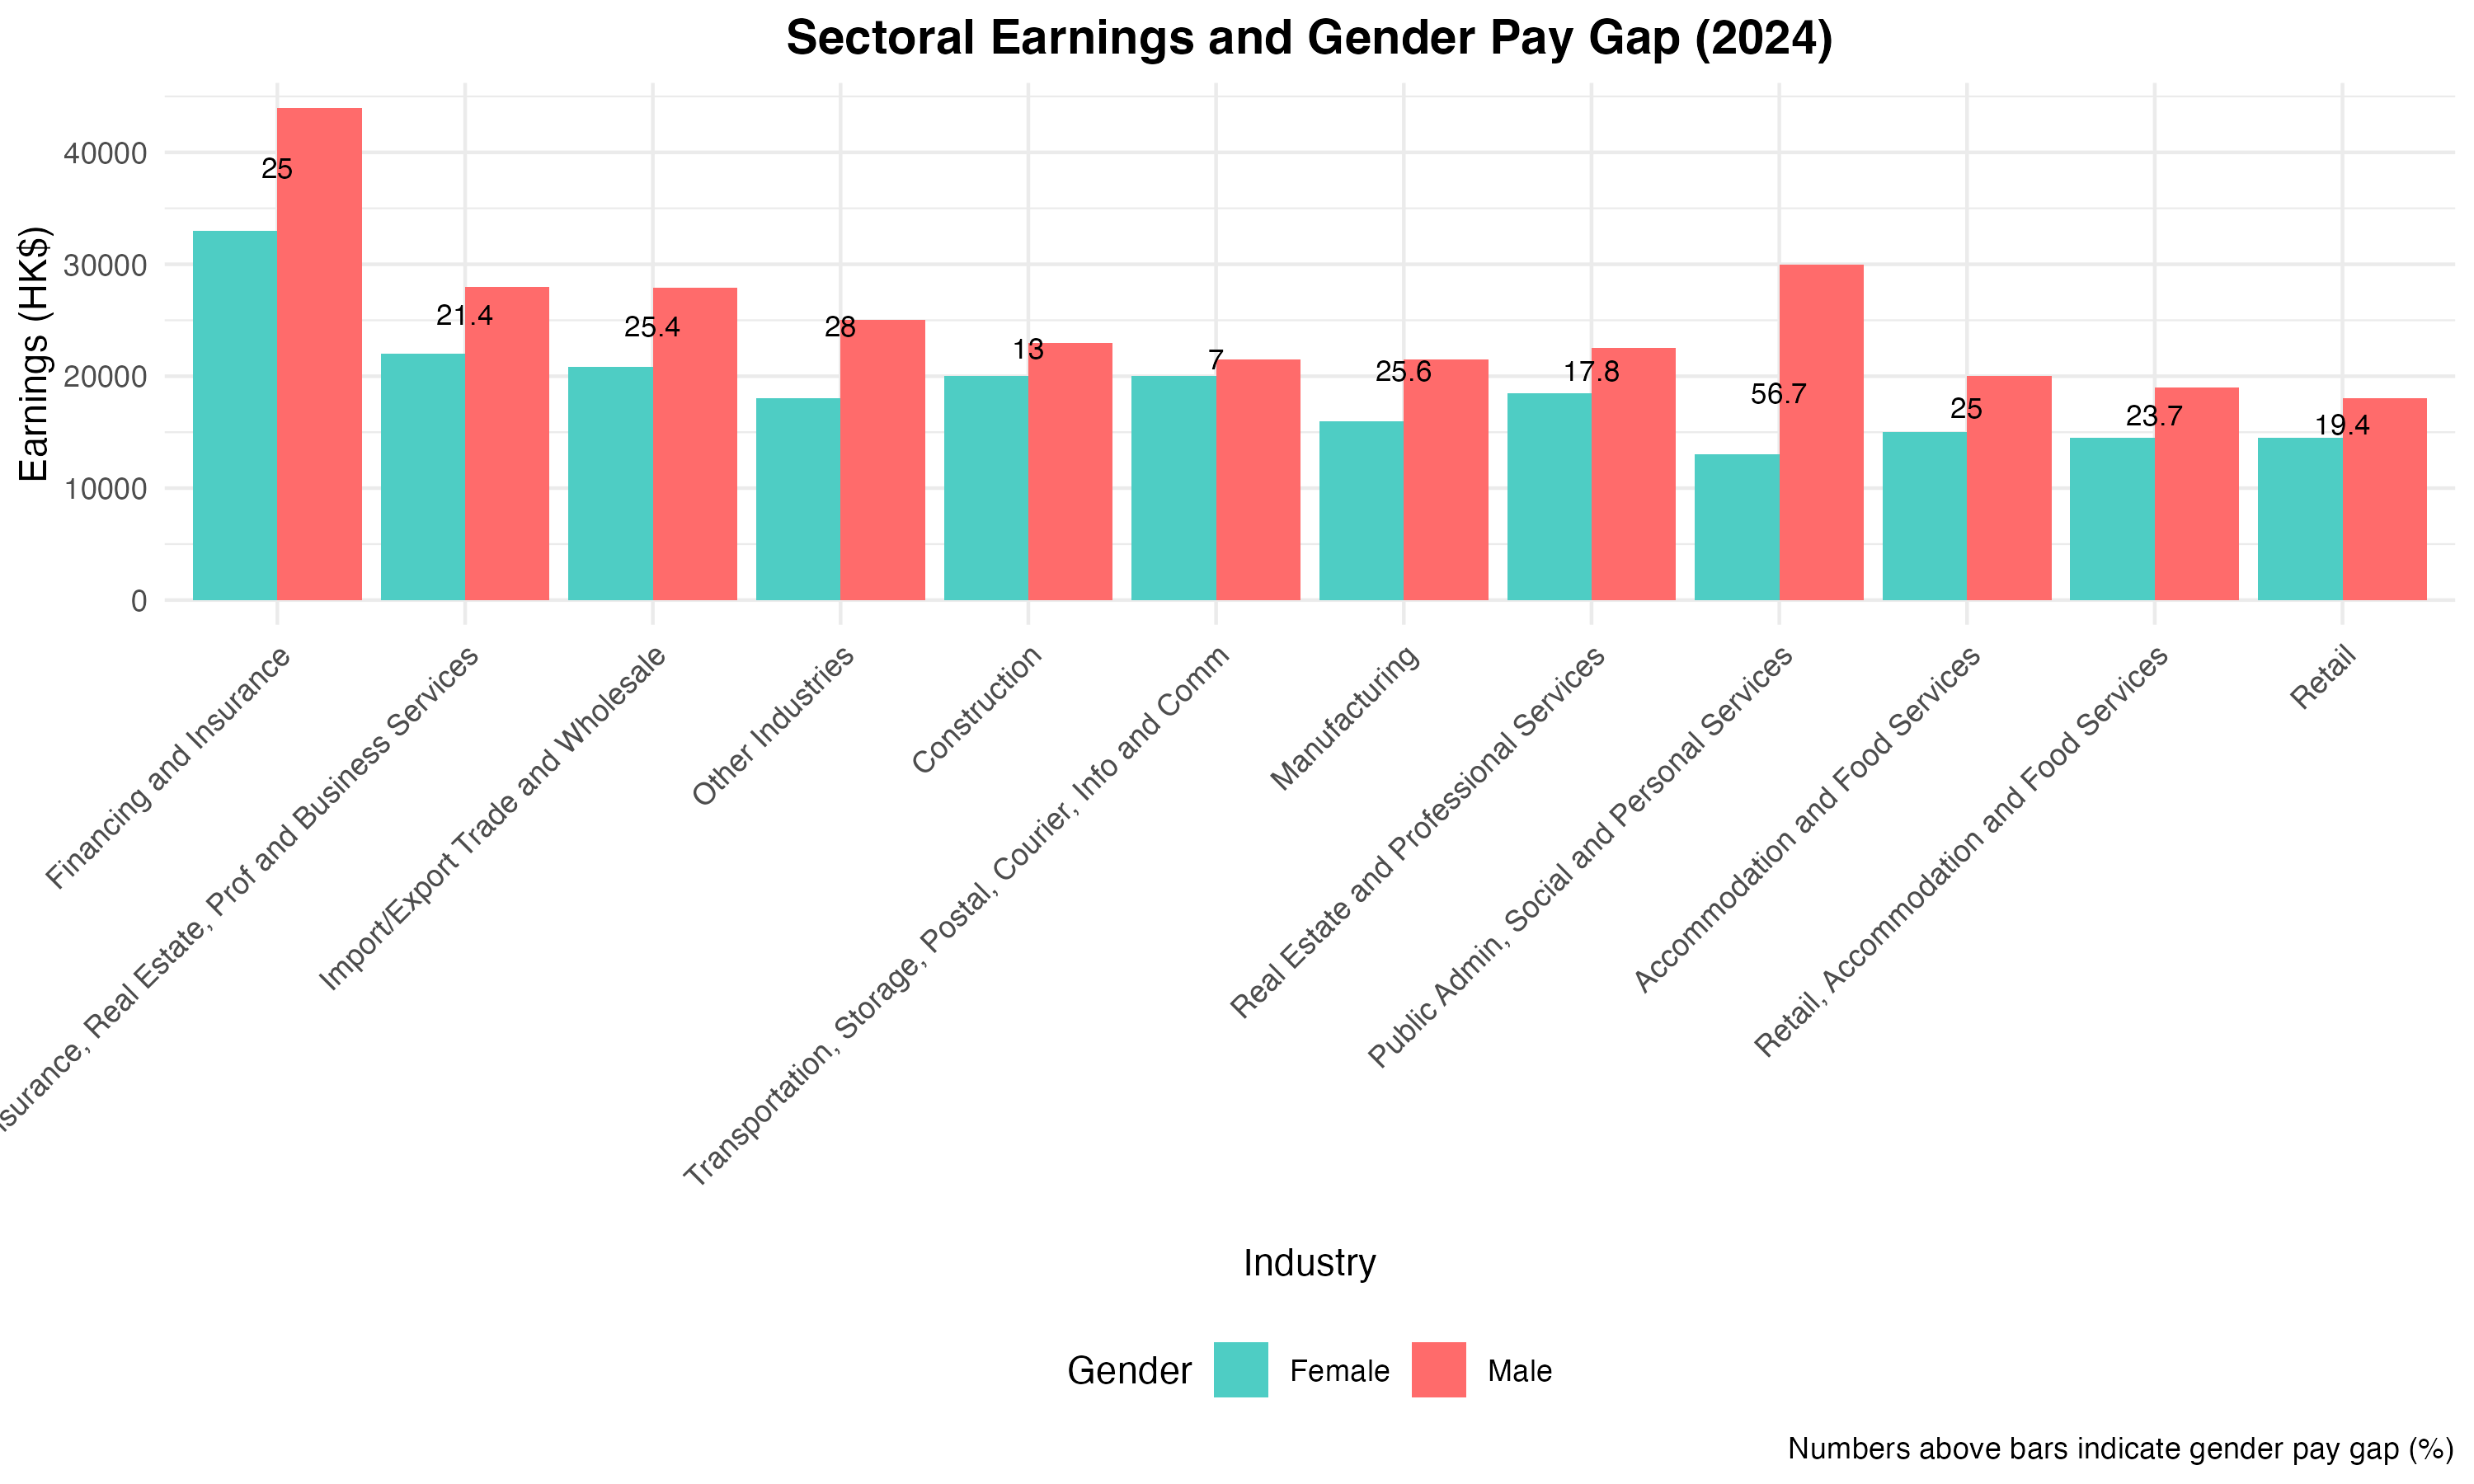 Sectoral Earnings and Gender Pay Gap (2024)
Earnings (HK$)
40000
30000
20000
10000
0
25
21.4
25.4
28
13
7
25.6
17.8
56.7
25
23.7
19.4
Financing and Insurance
Real Estate, Prof and Business Services
Import/Export Trade and Wholesale
Other Industries
Construction
Transportation, Storage, Postal, Courier, Info and Comm
Manufacturing
Real Estate and Professional Services
Public Admin, Social and Personal Services
Accommodation and Food Services
Retail, Accommodation and Food Services
Retail
Industry
Gender
Female
Male
Numbers above bars indicate gender pay gap (%)